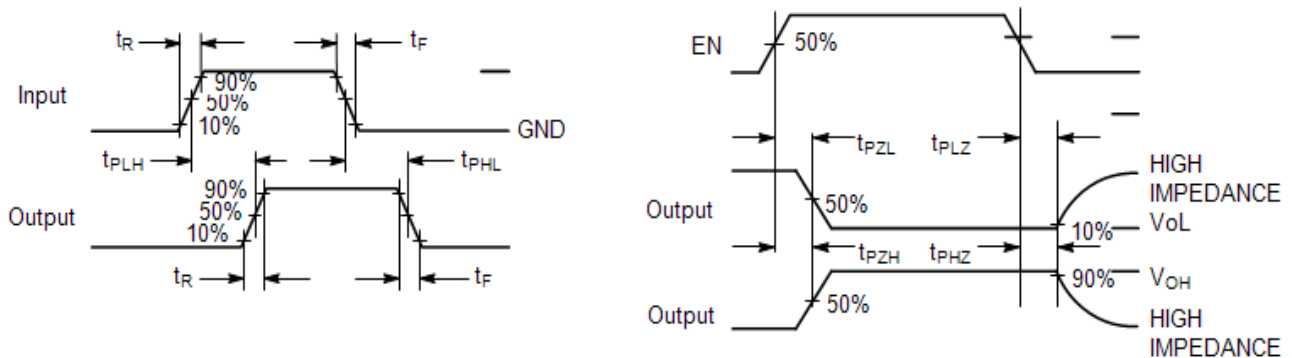 tR tF
Input
90%
50%
10%
GND
tPLH tPHL
Output
90%
50%
10%
tR tF
EN
50%
tPZL tPLZ
HIGH
IMPEDANCE
Output
50%
10%
VoL
tPZH tPHZ
90%
VOH
Output
50%
HIGH
IMPEDANCE